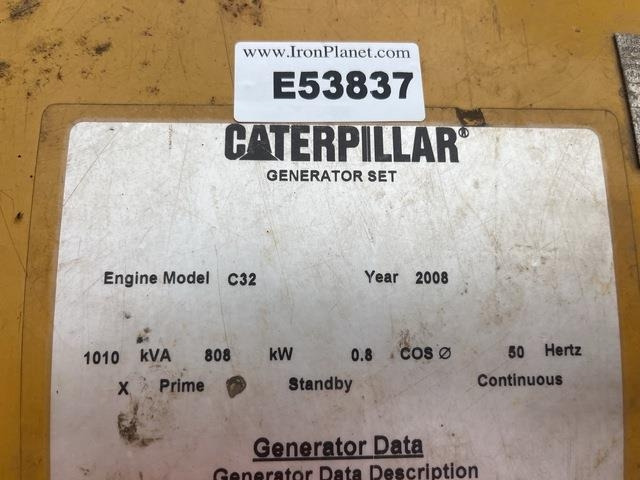 www.IronPlanet.com
E53837
CATERPILLAR®
GENERATOR SET
Engine Model C32 Year 2008
1010 kVA 808 kW 0.8 COS Ø 50 Hertz
X Prime Standby Continuous
Generator Data
Generator Data Description